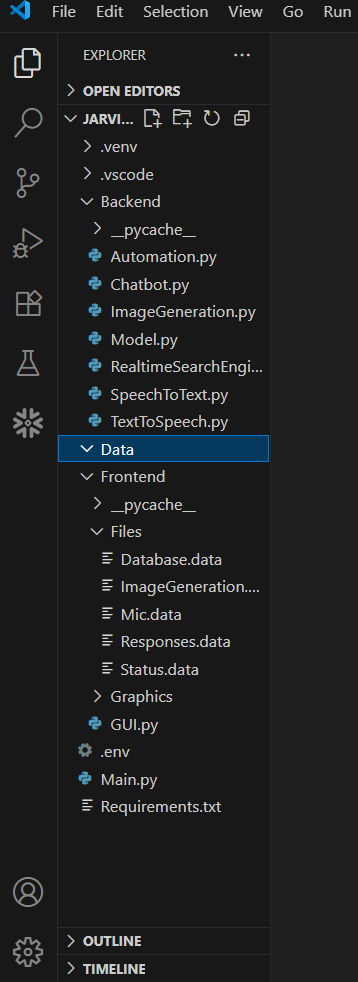 File Edit Selection View Go Run
EXPLORER ...
OPEN EDITORS
JARVI...
.venv
.vscode
Backend
__pycache__
Automation.py
Chatbot.py
ImageGeneration.py
Model.py
RealtimeSearchEngi...
SpeechToText.py
TextToSpeech.py
Data
Frontend
__pycache__
Files
Database.data
ImageGeneration....
Mic.data
Responses.data
Status.data
Graphics
GUI.py
.env
Main.py
Requirements.txt
OUTLINE
TIMELINE